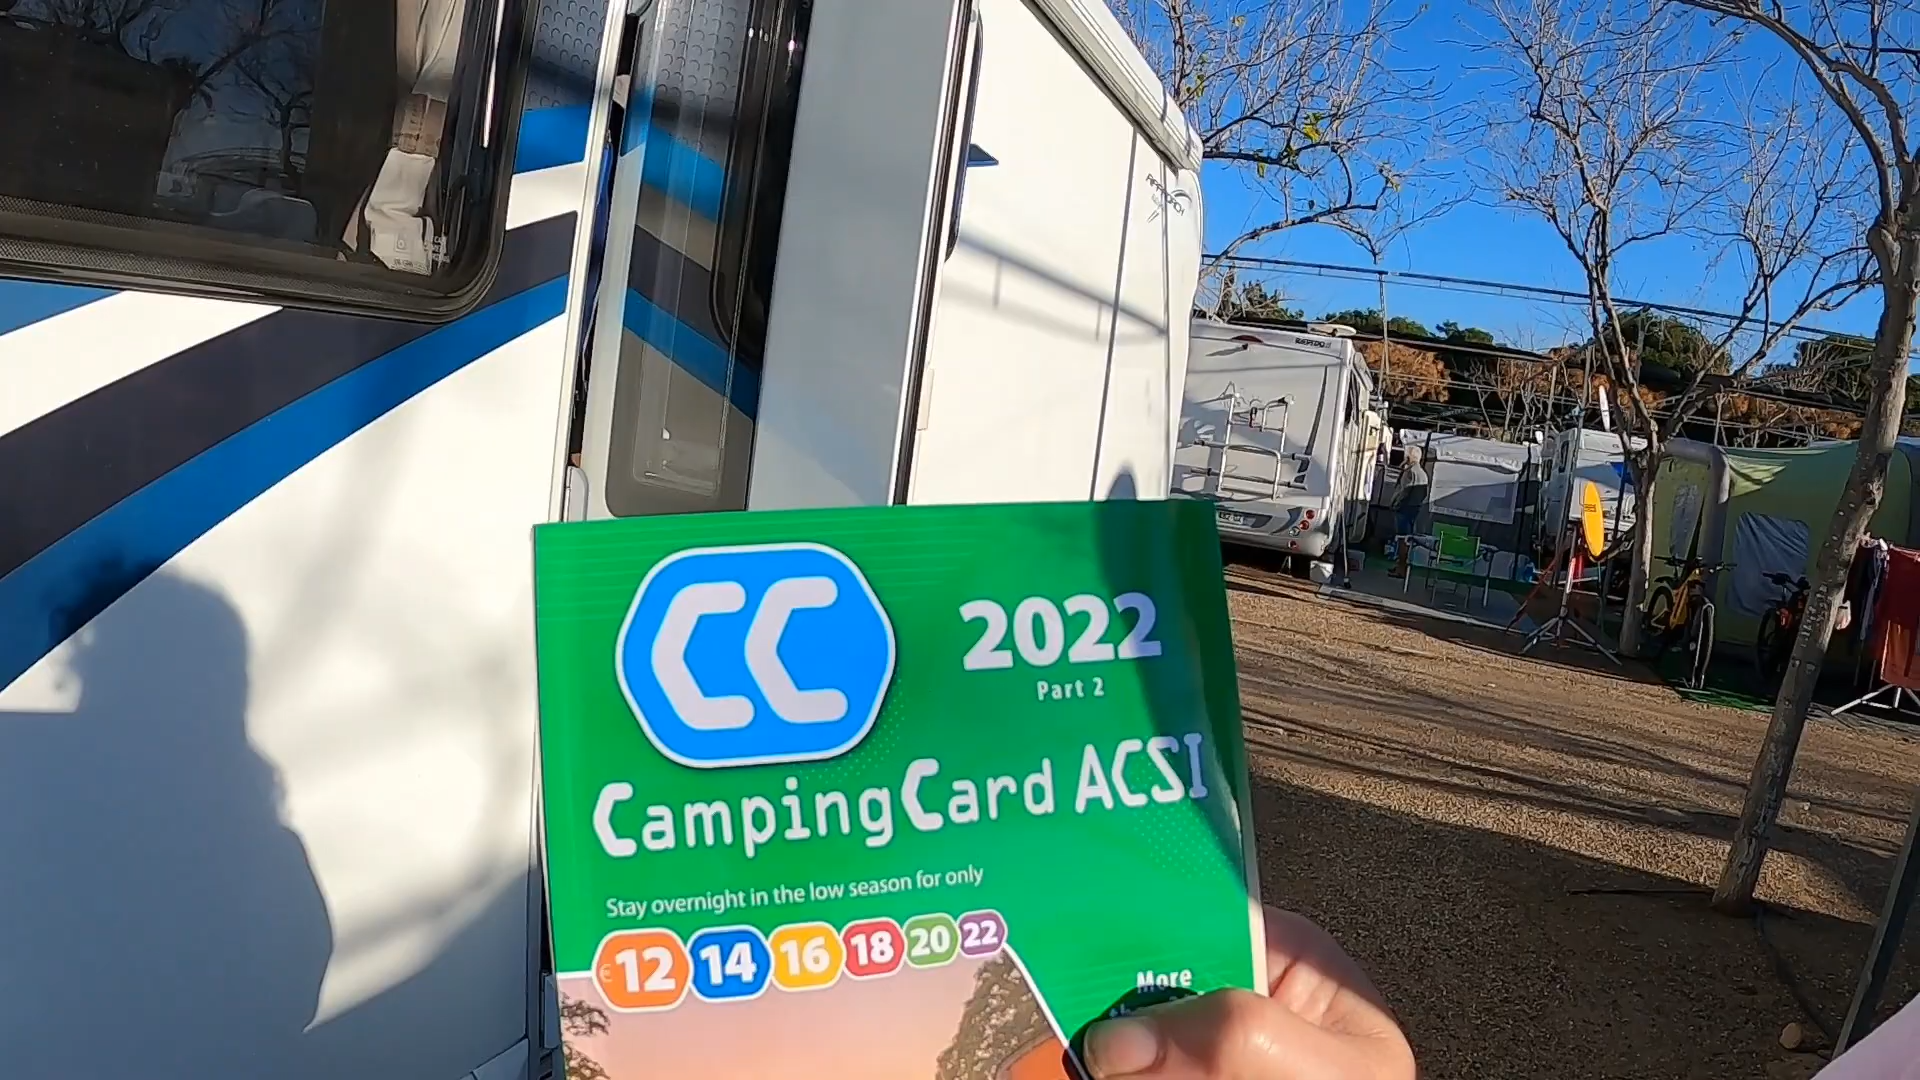 CC
2022
Part 2
CampingCard ACSI
Stay overnight in the low season for only
€ 12 14 16 18 20 22
More